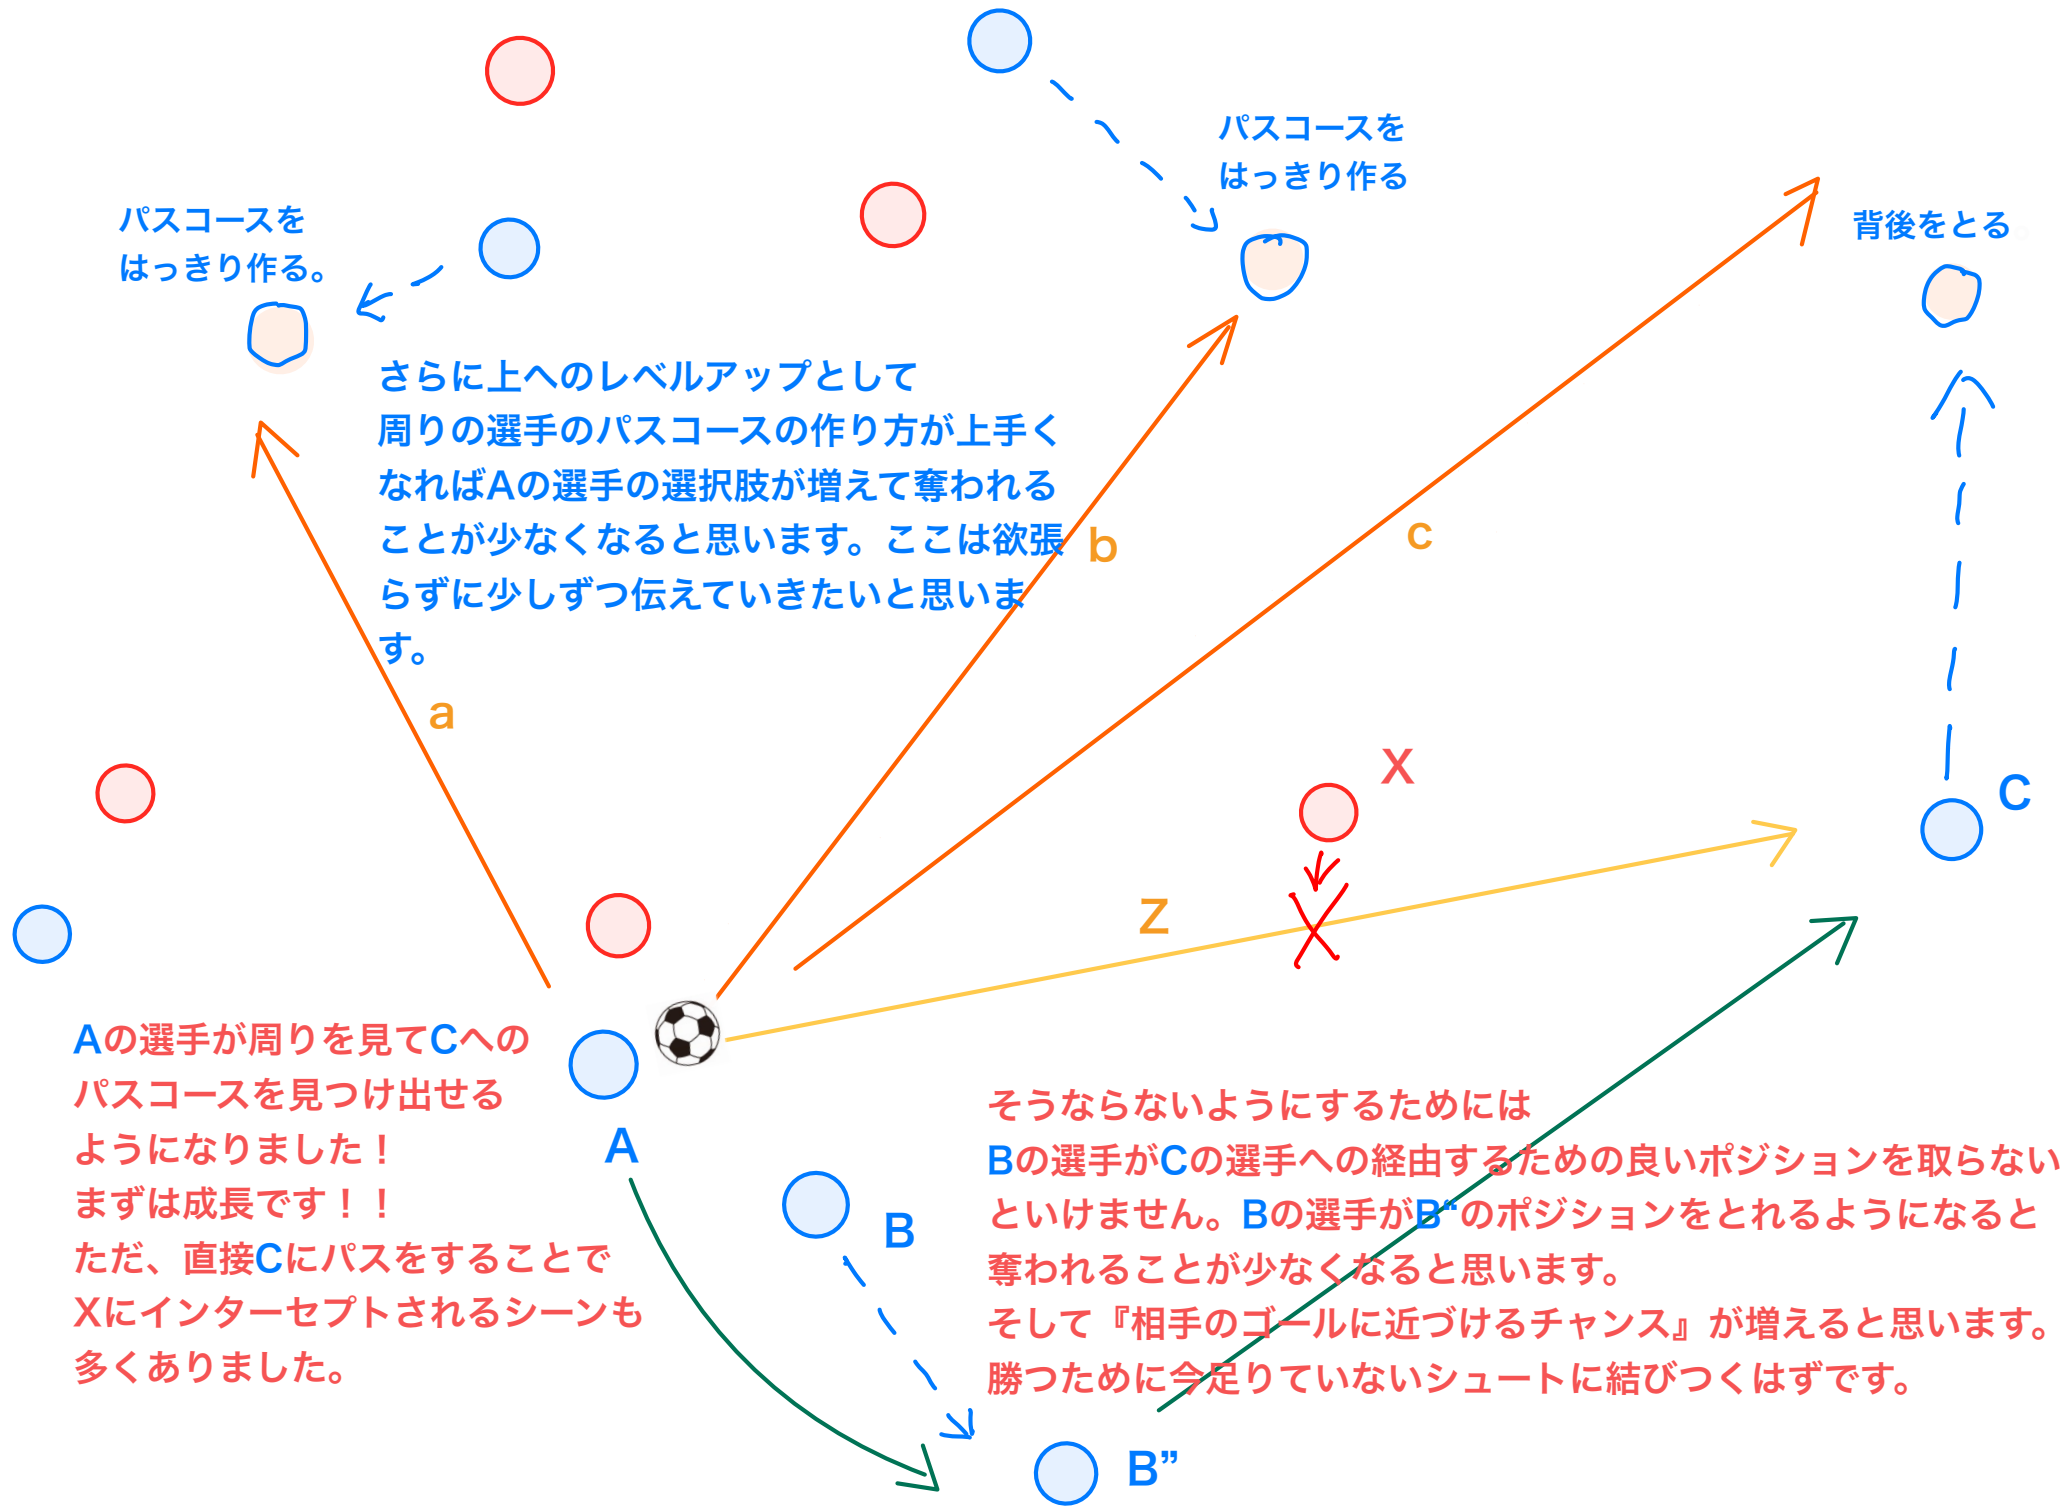 パスコースを
はっきり作る
パスコースを
はっきり作る。
背後をとる
さらに上へのレベルアップとして
周りの選手のパスコースの作り方が上手く
なればAの選手の選択肢が増えて奪われる
ことが少なくなると思います。ここは欲張
らずに少しずつ伝えていきたいと思いま
す。
a
b
c
X
C
Z
Aの選手が周りを見てCへの
パスコースを見つけ出せる
ようになりました！
まずは成長です！！
ただ、直接Cにパスをすることで
Xにインターセプトされるシーンも
多くありました。
A
B
そうならないようにするためには
Bの選手がCの選手への経由するための良いポジションを取らない
といけません。Bの選手がB“のポジションをとれるようになると
奪われることが少なくなると思います。
そして『相手のゴールに近づけるチャンス』が増えると思います。
勝つために今足りていないシュートに結びつくはずです。
B”